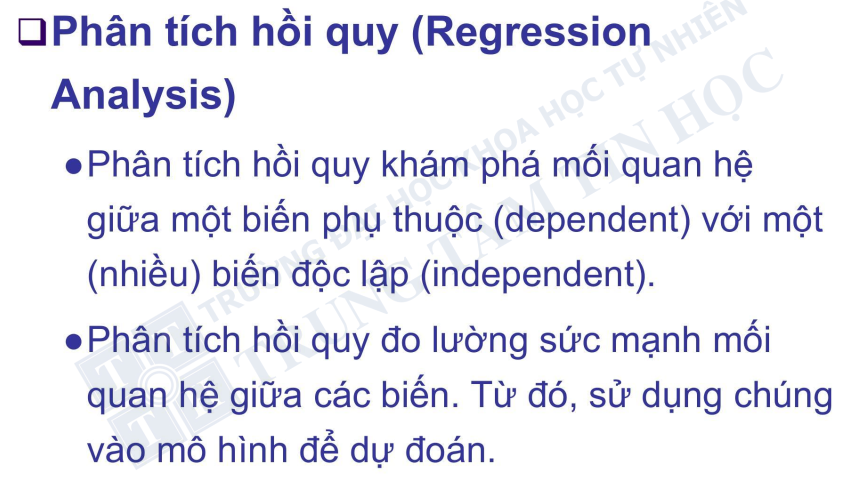 ❑Phân tích hồi quy (Regression
Analysis)
●Phân tích hồi quy khám phá mối quan hệ
giữa một biến phụ thuộc (dependent) với một
(nhiều) biến độc lập (independent).
●Phân tích hồi quy đo lường sức mạnh mối
quan hệ giữa các biến. Từ đó, sử dụng chúng
vào mô hình để dự đoán.
TRƯỜNG ĐẠI HỌC KHOA HỌC TỰ NHIÊN
TRUNG TÂM TIN HỌC